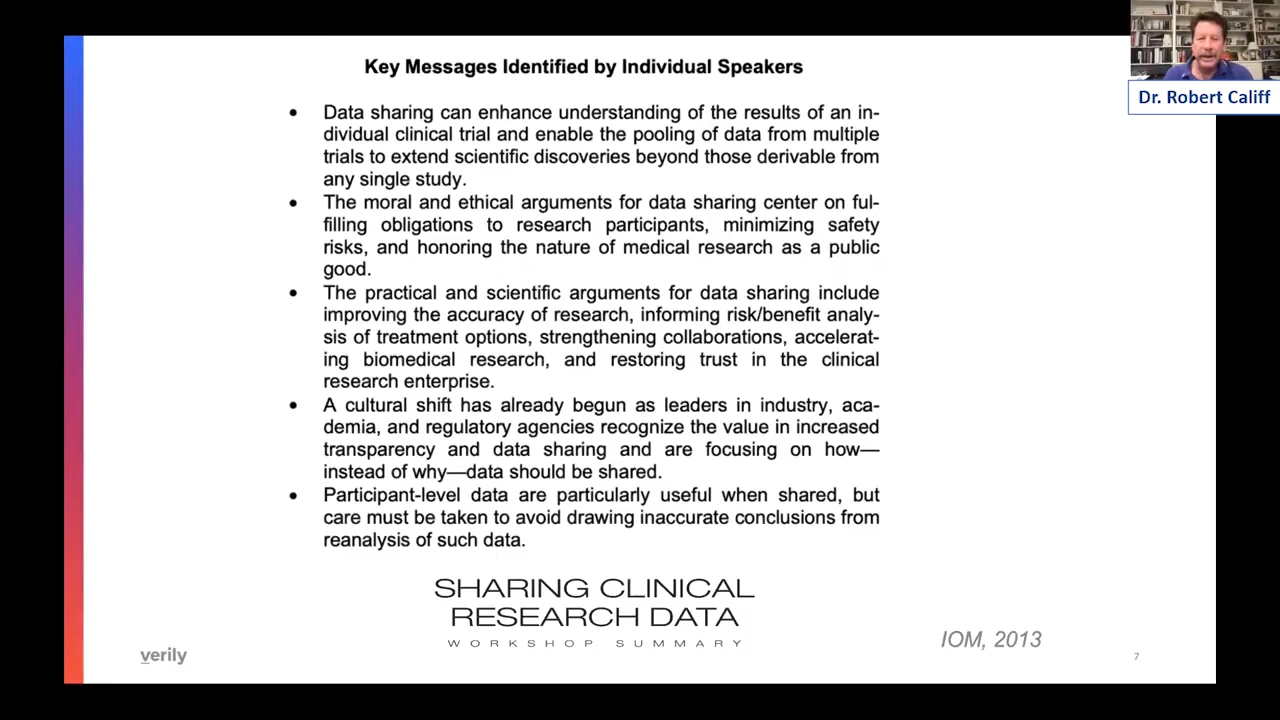 Key Messages Identified by Individual Speakers
• Data sharing can enhance understanding of the results of an in-
dividual clinical trial and enable the pooling of data from multiple
trials to extend scientific discoveries beyond those derivable from
any single study.
• The moral and ethical arguments for data sharing center on ful-
filling obligations to research participants, minimizing safety
risks, and honoring the nature of medical research as a public
good.
• The practical and scientific arguments for data sharing include
improving the accuracy of research, informing risk/benefit analy-
sis of treatment options, strengthening collaborations, accelerat-
ing biomedical research, and restoring trust in the clinical
research enterprise.
• A cultural shift has already begun as leaders in industry, aca-
demia, and regulatory agencies recognize the value in increased
transparency and data sharing and are focusing on how—
instead of why—data should be shared.
• Participant-level data are particularly useful when shared, but
care must be taken to avoid drawing inaccurate conclusions from
reanalysis of such data.
SHARING CLINICAL
RESEARCH DATA
WORKSHOP SUMMARY
IOM, 2013
verily
7
Dr. Robert Califf